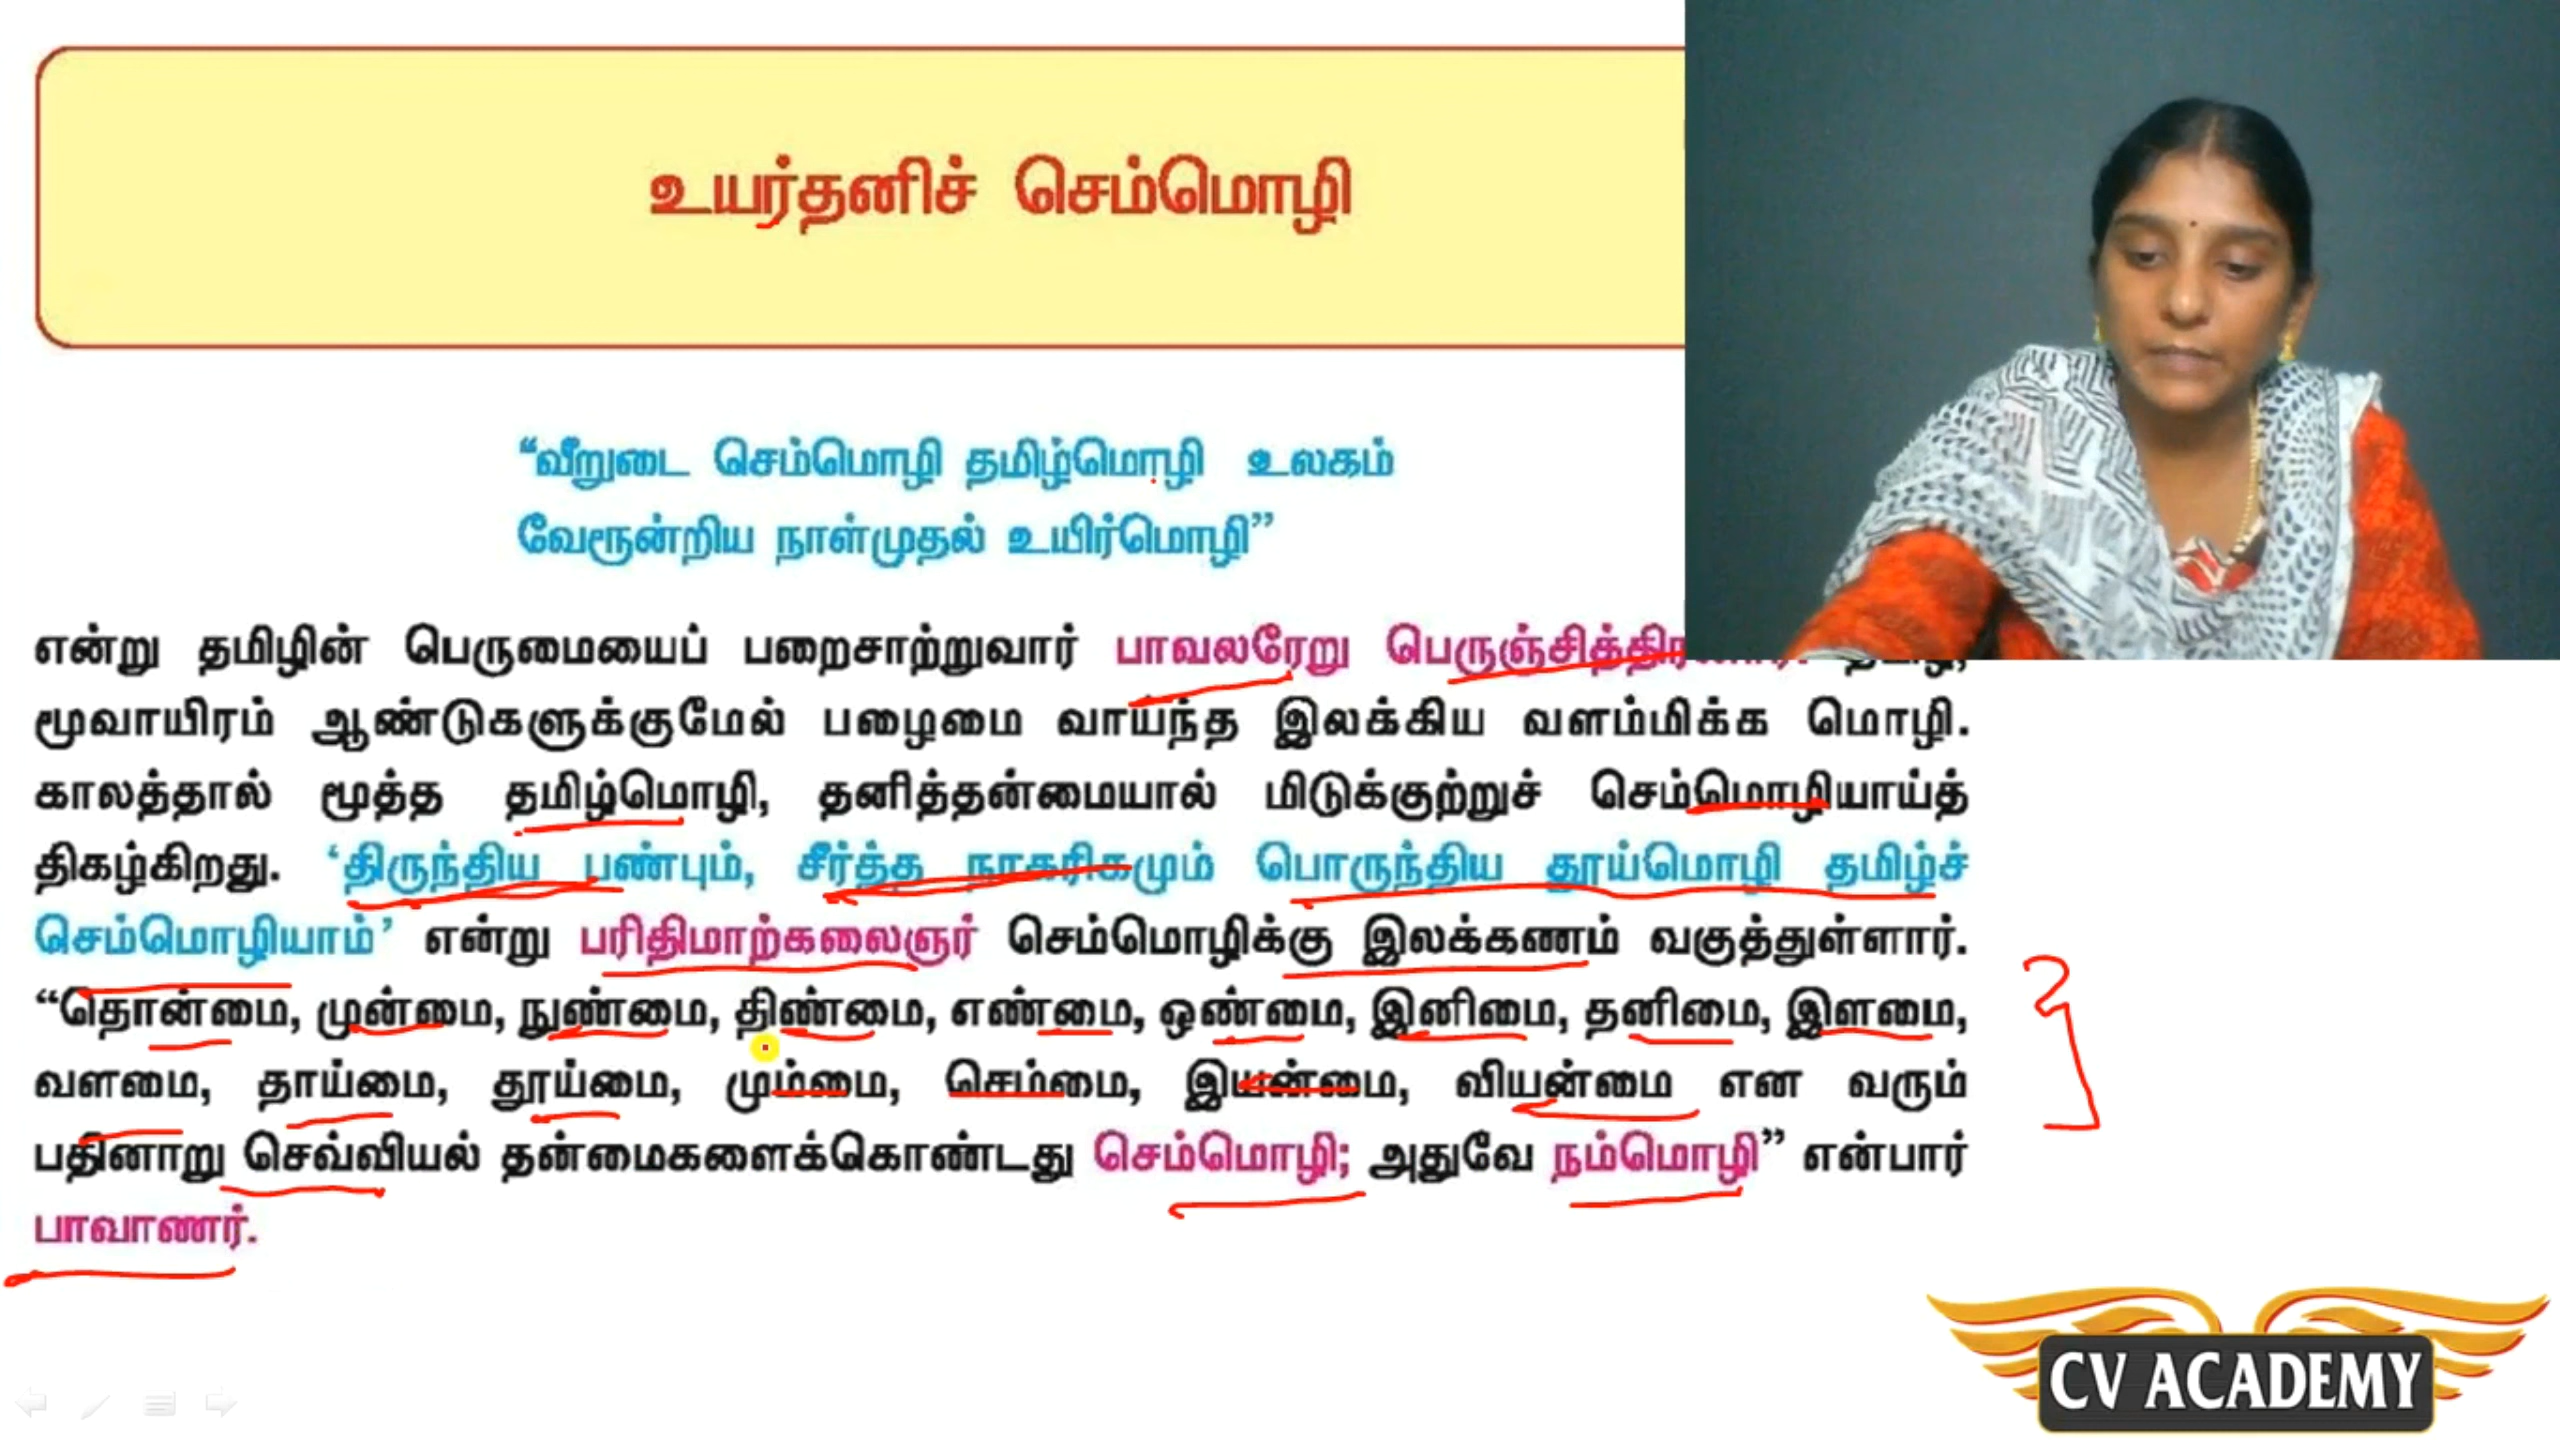 உயர்தனிச் செம்மொழி
“வீறுடை செம்மொழி தமிழ்மொழி உலகம்
வேரூன்றிய நாள்முதல் உயிர்மொழி”
என்று தமிழின் பெருமையைப் பறைசாற்றுவார் பாவலரேறு
மூவாயிரம் ஆண்டுகளுக்குமேல் பழைமை வாய்ந்த இலக்கிய வளம்மிக்க மொழி.
காலத்தால் மூத்த தமிழ்மொழி, தனித்தன்மையால் மிடுக்குற்றுச் செம்மொழியாய்த்
திகழ்கிறது. ‘திருந்திய பண்பும், சீர்த்த நாகரிகமும் பொருந்திய தூய்மொழி தமிழ்ச்
செம்மொழியாம்’ என்று பரிதிமாற்கலைஞர் செம்மொழிக்கு இலக்கணம் வகுத்துள்ளார்.
“தொன்மை, முன்மை, நுண்மை, திண்மை, எண்மை, ஒண்மை, இனிமை, தனிமை, இளமை,
வளமை, தாய்மை, தூய்மை, மும்மை, செம்மை, இயன்மை, வியன்மை என வரும்
பதினாறு செவ்வியல் தன்மைகளைக்கொண்டது செம்மொழி; அதுவே நம்மொழி” என்பார்
பாவாணர்.
CV ACADEMY